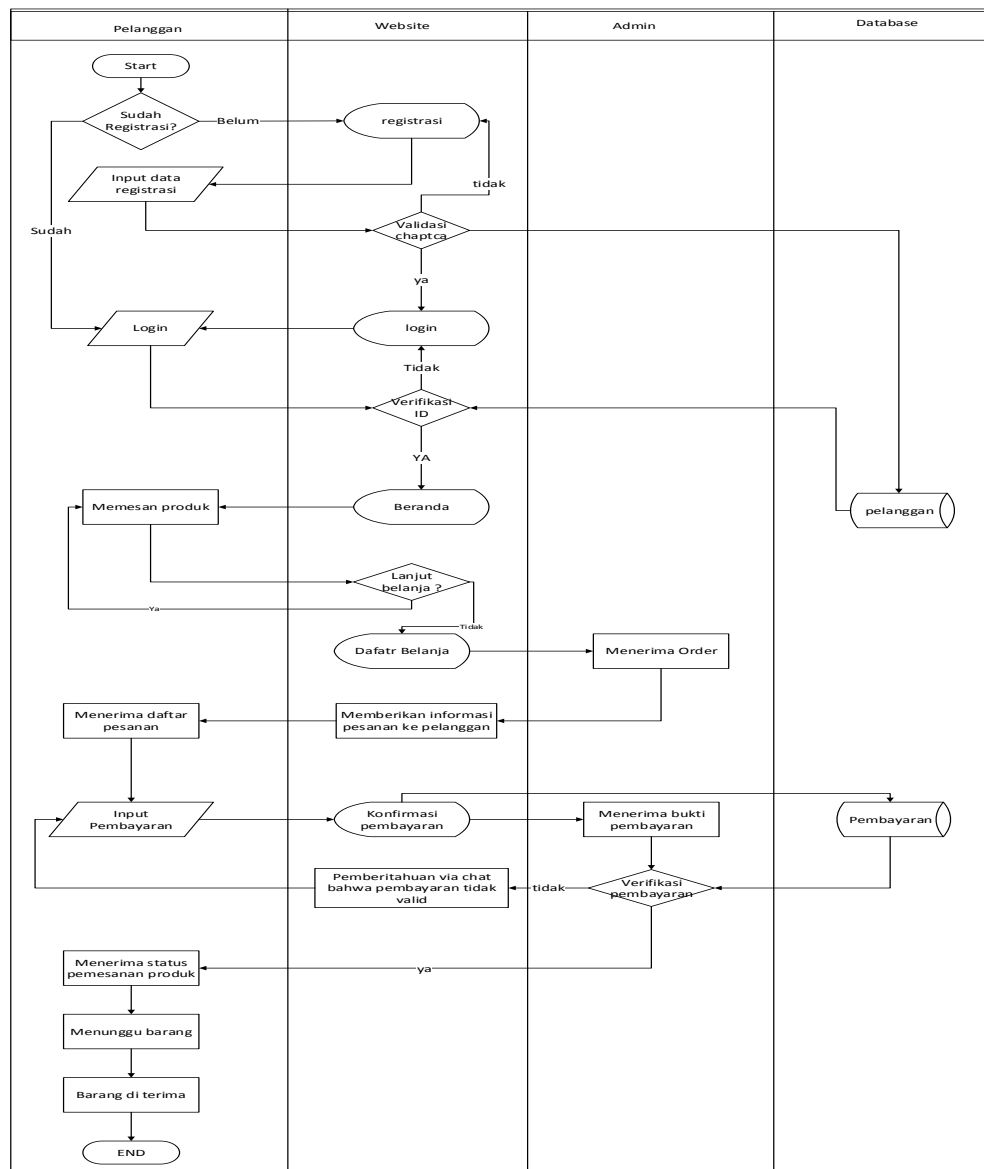 Pelanggan
Website
Admin
Database
Start
Sudah
Registrasi?
Belum
registrasi
Input data
registrasi
tidak
Sudah
Validasi
chaptca
ya
Login
login
Tidak
Verifikasi
ID
YA
Memesan produk
Beranda
pelanggan
Lanjut
belanja ?
Ya
Tidak
Dafatr Belanja
Menerima Order
Menerima daftar
pesanan
Memberikan informasi
pesanan ke pelanggan
Input
Pembayaran
Konfirmasi
pembayaran
Menerima bukti
pembayaran
Pembayaran
Pemberitahuan via chat
bahwa pembayaran tidak
valid
tidak
Verifikasi
pembayaran
Menerima status
pemesanan produk
ya
Menunggu barang
Barang di terima
END